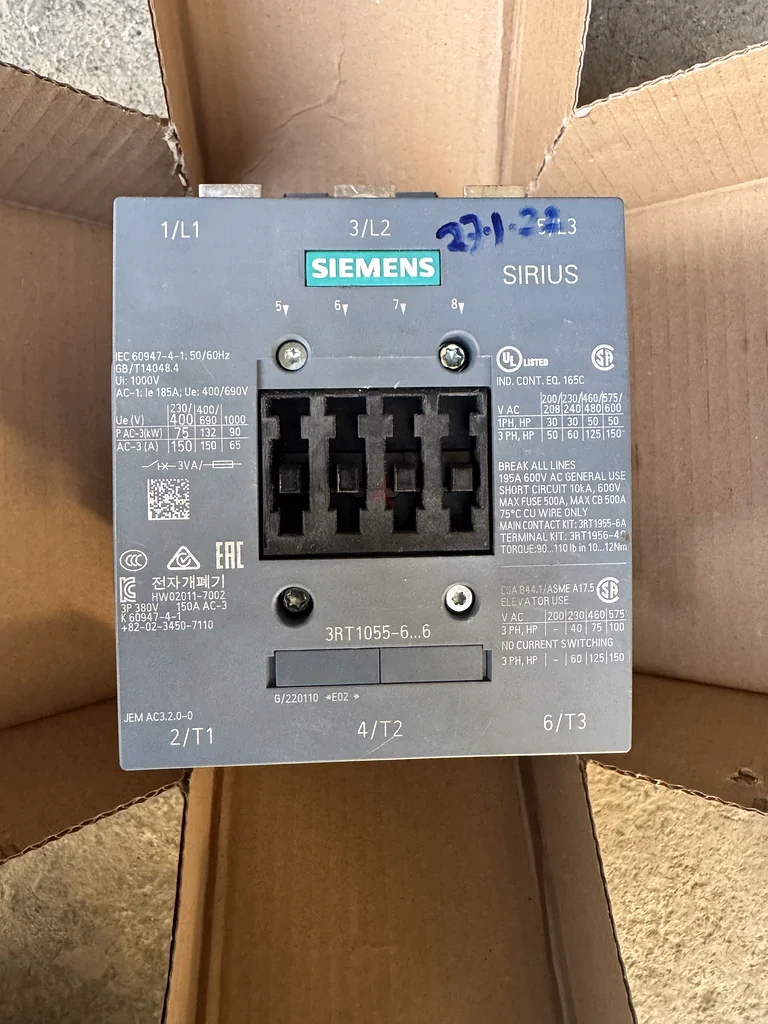 1/L1
3/L2
5/L3
27.1.22
SIEMENS
SIRIUS
5 6 7 8
IEC 60947-4-1: 50/60Hz
GB/T14048.4
Ui: 1000V
AC-1: Ie 185A; Ue: 400/690V
230/ 400/
Ue (V) 400 690 1000
P AC-3(kW) 75 132 90
AC-3 (A) 150 150 65
3VA/
CCC
EAC
전자개폐기
HW02011-7002
3P 380V 150A AC-3
K 60947-4-1
+82-02-3450-7110
JEM AC3.2.0-0
UL LISTED
IND. CONT. EQ. 165C
200/ 230/ 460/ 575/
V AC 208 240 480 600
1PH, HP 30 30 50 50
3 PH, HP 50 60 125 150
BREAK ALL LINES
195A 600V AC GENERAL USE
SHORT CIRCUIT 10kA, 600V
MAX FUSE 500A, MAX CB 500A
75°C CU WIRE ONLY
MAIN CONTACT KIT: 3RT1955-6A
TERMINAL KIT: 3RT1956-4G
TORQUE:90...110 lb in 10...12Nm
CSA B44.1/ASME A17.5
ELEVATOR USE
V AC 200 230 460 575
3 PH, HP – 40 75 100
NO CURRENT SWITCHING
3 PH, HP – 60 125 150
3RT1055-6...6
G/220110 *E02 *
2/T1
4/T2
6/T3